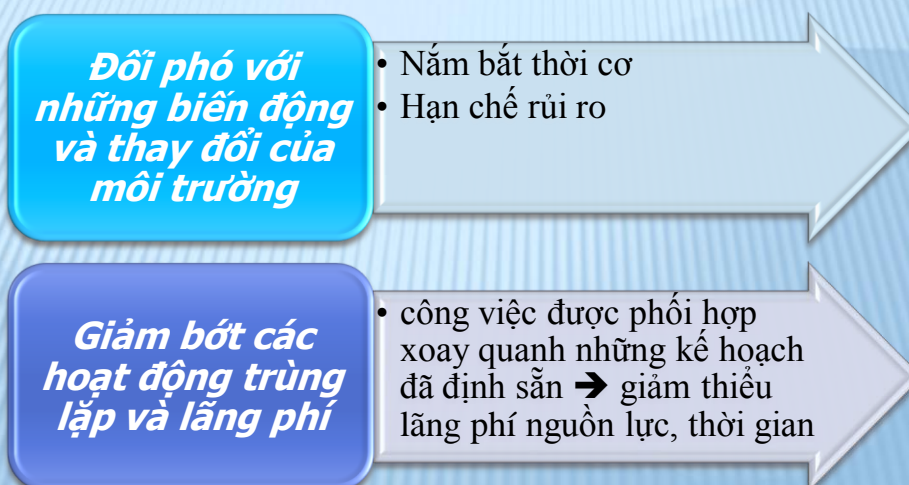 Đối phó với
những biến động
và thay đổi của
môi trường
• Nắm bắt thời cơ
• Hạn chế rủi ro
Giảm bớt các
hoạt động trùng
lặp và lãng phí
• công việc được phối hợp
xoay quanh những kế hoạch
đã định sẵn ➔ giảm thiểu
lãng phí nguồn lực, thời gian